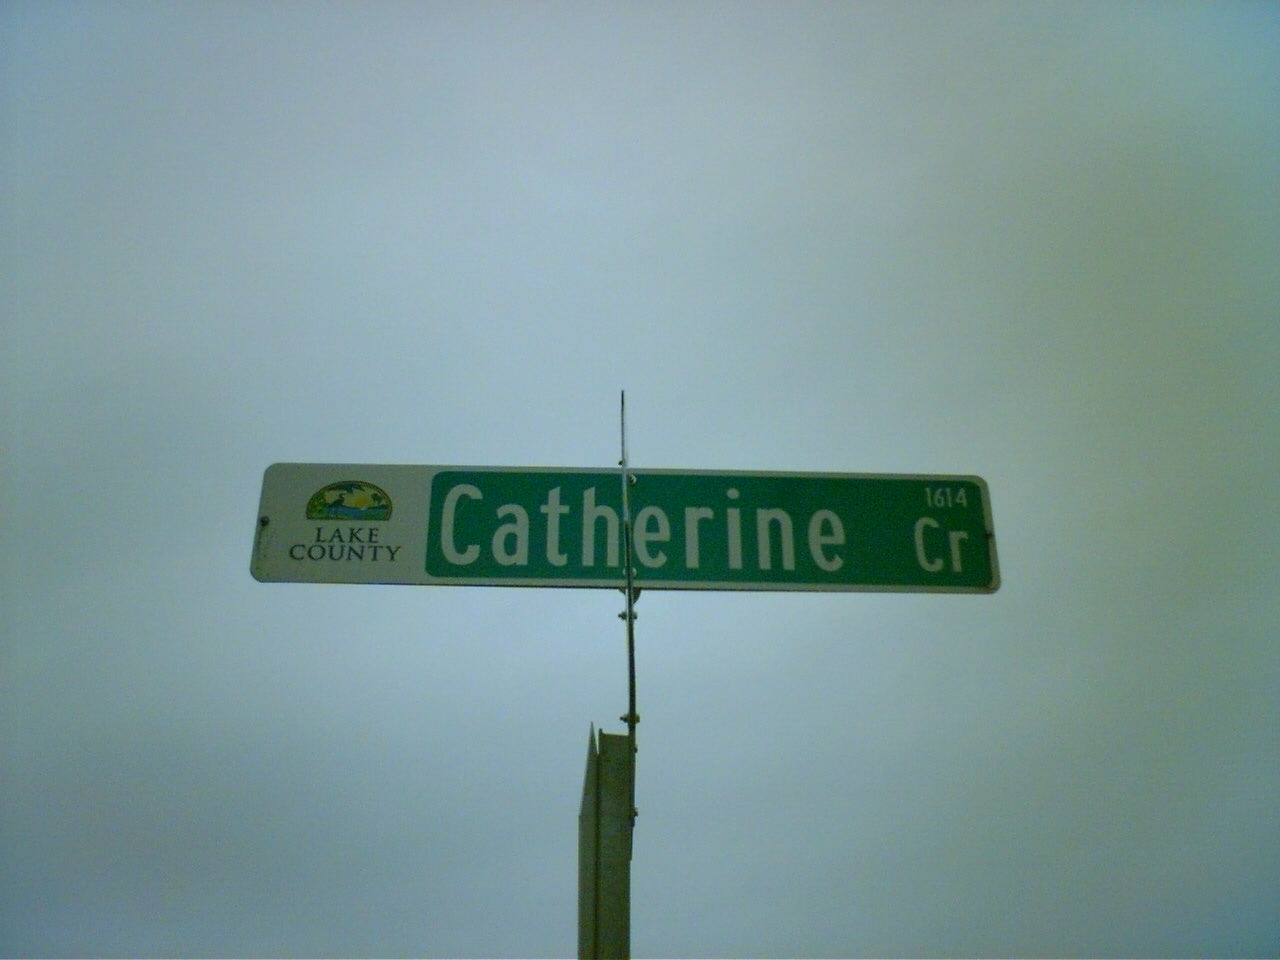 LAKE
COUNTY
Catherine Cr
1614